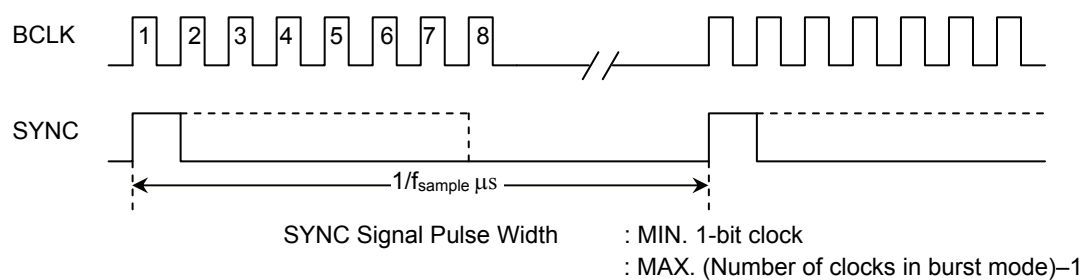 BCLK 1 2 3 4 5 6 7 8
SYNC
1/fsample μs
SYNC Signal Pulse Width : MIN. 1-bit clock
: MAX. (Number of clocks in burst mode)–1